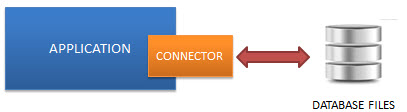 APPLICATION
CONNECTOR
DATABASE FILES